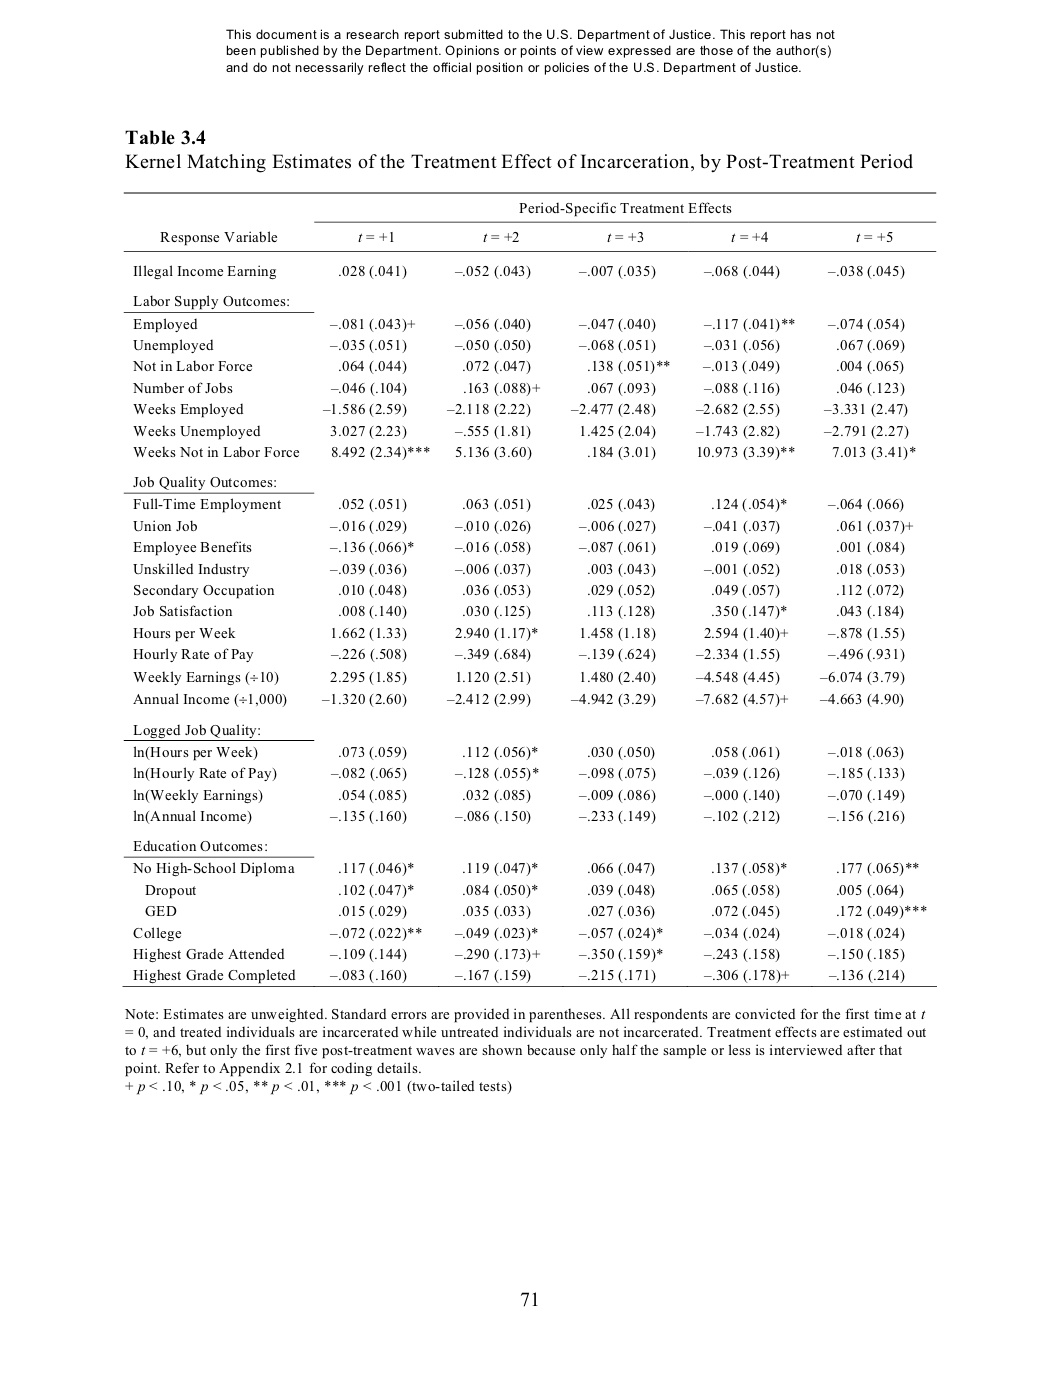 This document is a research report submitted to the U.S. Department of Justice. This report has not
been published by the Department. Opinions or points of view expressed are those of the author(s)
and do not necessarily reflect the official position or policies of the U.S. Department of Justice.
Table 3.4
Kernel Matching Estimates of the Treatment Effect of Incarceration, by Post-Treatment Period
Period-Specific Treatment Effects
Response Variable t = +1 t = +2 t = +3 t = +4 t = +5
Illegal Income Earning .028 (.041) –.052 (.043) –.007 (.035) –.068 (.044) –.038 (.045)
Labor Supply Outcomes:
Employed –.081 (.043)+ –.056 (.040) –.047 (.040) –.117 (.041)** –.074 (.054)
Unemployed –.035 (.051) –.050 (.050) –.068 (.051) –.031 (.056) .067 (.069)
Not in Labor Force .064 (.044) .072 (.047) .138 (.051)** –.013 (.049) .004 (.065)
Number of Jobs –.046 (.104) .163 (.088)+ .067 (.093) –.088 (.116) .046 (.123)
Weeks Employed –1.586 (2.59) –2.118 (2.22) –2.477 (2.48) –2.682 (2.55) –3.331 (2.47)
Weeks Unemployed 3.027 (2.23) –.555 (1.81) 1.425 (2.04) –1.743 (2.82) –2.791 (2.27)
Weeks Not in Labor Force 8.492 (2.34)*** 5.136 (3.60) .184 (3.01) 10.973 (3.39)** 7.013 (3.41)*
Job Quality Outcomes:
Full-Time Employment .052 (.051) .063 (.051) .025 (.043) .124 (.054)* –.064 (.066)
Union Job –.016 (.029) –.010 (.026) –.006 (.027) –.041 (.037) .061 (.037)+
Employee Benefits –.136 (.066)* –.016 (.058) –.087 (.061) .019 (.069) .001 (.084)
Unskilled Industry –.039 (.036) –.006 (.037) .003 (.043) –.001 (.052) .018 (.053)
Secondary Occupation .010 (.048) .036 (.053) .029 (.052) .049 (.057) .112 (.072)
Job Satisfaction .008 (.140) .030 (.125) .113 (.128) .350 (.147)* .043 (.184)
Hours per Week 1.662 (1.33) 2.940 (1.17)* 1.458 (1.18) 2.594 (1.40)+ –.878 (1.55)
Hourly Rate of Pay –.226 (.508) –.349 (.684) –.139 (.624) –2.334 (1.55) –.496 (.931)
Weekly Earnings (÷10) 2.295 (1.85) 1.120 (2.51) 1.480 (2.40) –4.548 (4.45) –6.074 (3.79)
Annual Income (÷1,000) –1.320 (2.60) –2.412 (2.99) –4.942 (3.29) –7.682 (4.57)+ –4.663 (4.90)
Logged Job Quality:
ln(Hours per Week) .073 (.059) .112 (.056)* .030 (.050) .058 (.061) –.018 (.063)
ln(Hourly Rate of Pay) –.082 (.065) –.128 (.055)* –.098 (.075) –.039 (.126) –.185 (.133)
ln(Weekly Earnings) .054 (.085) .032 (.085) –.009 (.086) –.000 (.140) –.070 (.149)
ln(Annual Income) –.135 (.160) –.086 (.150) –.233 (.149) –.102 (.212) –.156 (.216)
Education Outcomes:
No High-School Diploma .117 (.046)* .119 (.047)* .066 (.047) .137 (.058)* .177 (.065)**
Dropout .102 (.047)* .084 (.050)* .039 (.048) .065 (.058) .005 (.064)
GED .015 (.029) .035 (.033) .027 (.036) .072 (.045) .172 (.049)***
College –.072 (.022)** –.049 (.023)* –.057 (.024)* –.034 (.024) –.018 (.024)
Highest Grade Attended –.109 (.144) –.290 (.173)+ –.350 (.159)* –.243 (.158) –.150 (.185)
Highest Grade Completed –.083 (.160) –.167 (.159) –.215 (.171) –.306 (.178)+ –.136 (.214)
Note: Estimates are unweighted. Standard errors are provided in parentheses. All respondents are convicted for the first time at t
= 0, and treated individuals are incarcerated while untreated individuals are not incarcerated. Treatment effects are estimated out
to t = +6, but only the first five post-treatment waves are shown because only half the sample or less is interviewed after that
point. Refer to Appendix 2.1 for coding details.
+ p < .10, * p < .05, ** p < .01, *** p < .001 (two-tailed tests)
71